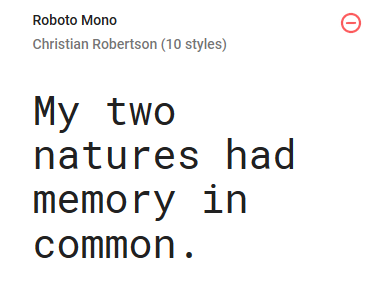 Roboto Mono
Christian Robertson (10 styles)
My two
natures had
memory in
common.